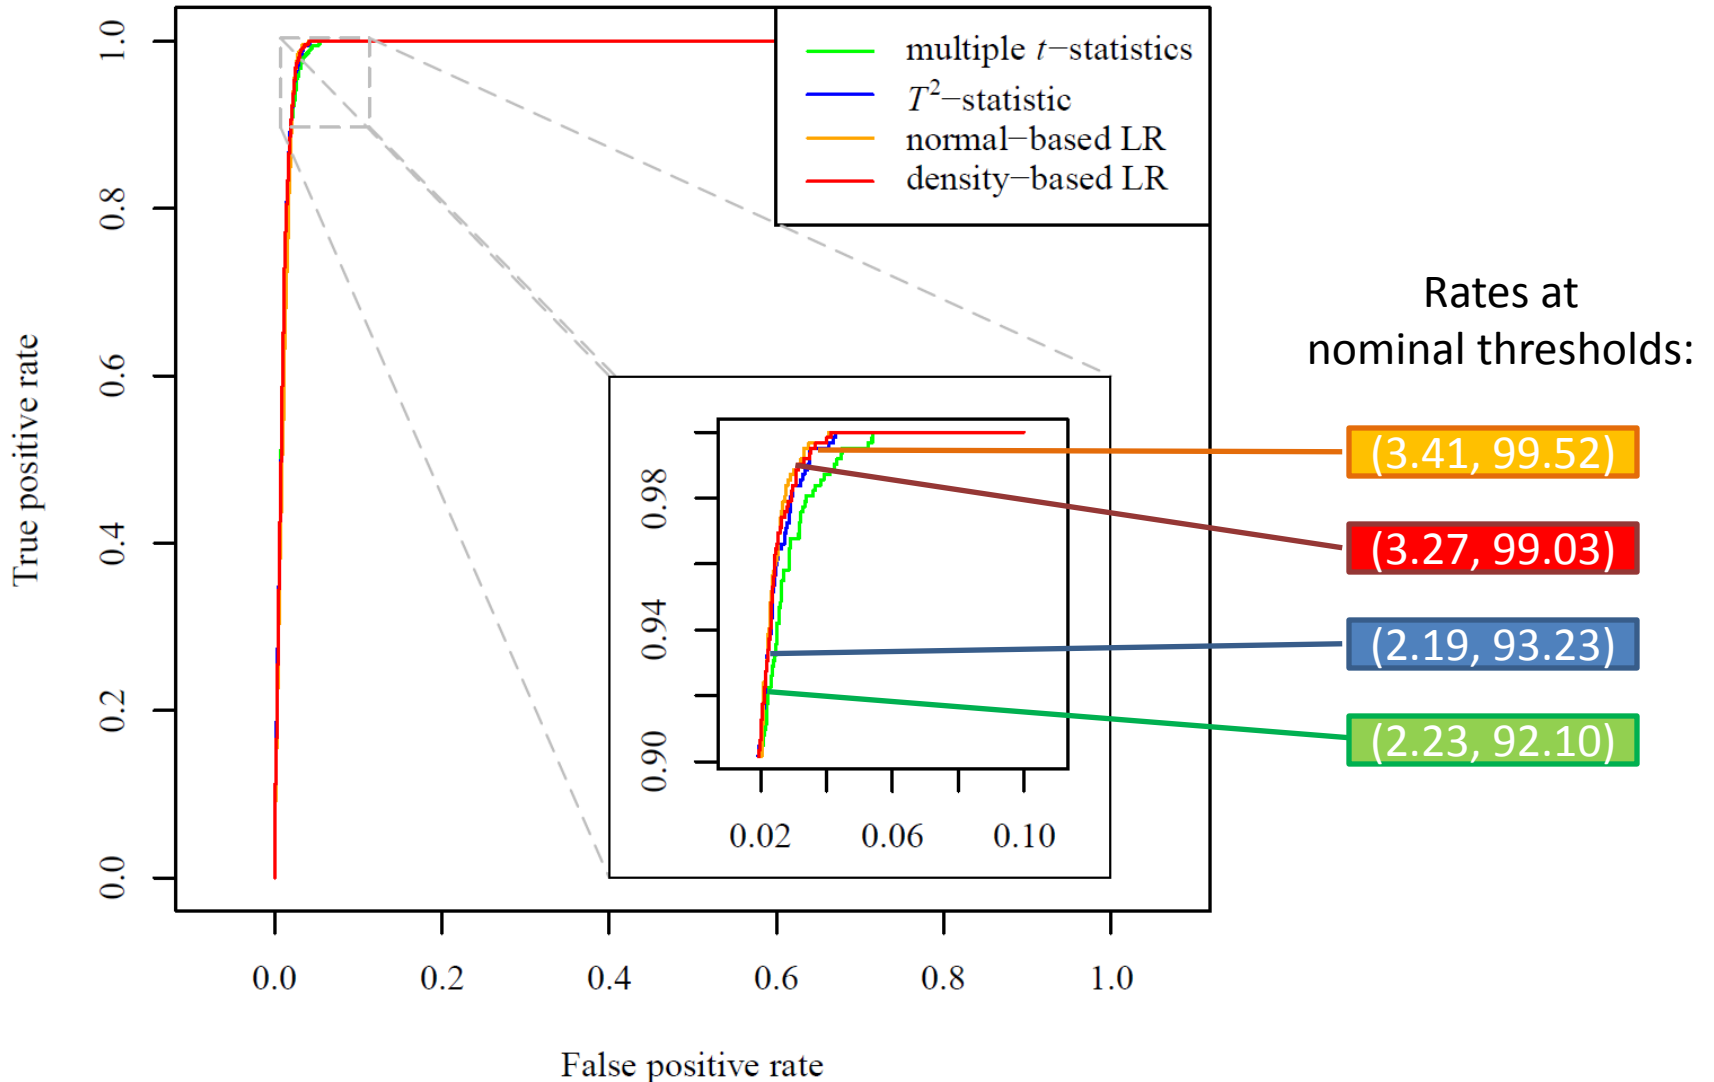 multiple t−statistics
T²−statistic
normal−based LR
density−based LR
True positive rate
1.0
0.8
0.6
0.4
0.2
0.0
0.0 0.2 0.4 0.6 0.8 1.0
False positive rate
0.98
0.94
0.90
0.02 0.06 0.10
Rates at
nominal thresholds:
(3.41, 99.52)
(3.27, 99.03)
(2.19, 93.23)
(2.23, 92.10)